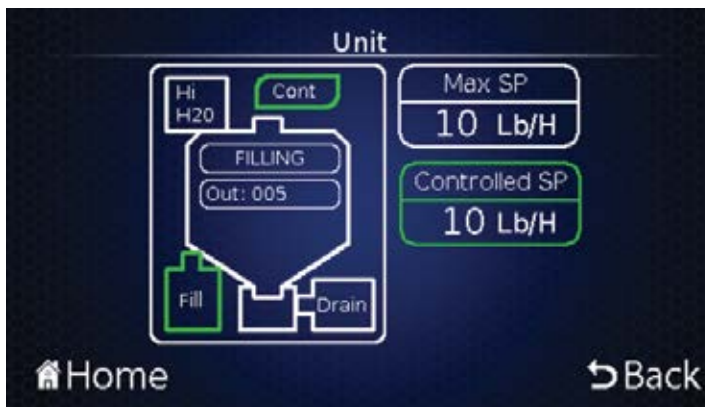 Unit
Hi
H20
Cont
FILLING
Out: 005
Fill
Drain
Max SP
10 Lb/H
Controlled SP
10 Lb/H
Home
Back